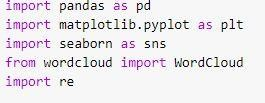 import pandas as pd
import matplotlib.pyplot as plt
import seaborn as sns
from wordcloud import WordCloud
import re